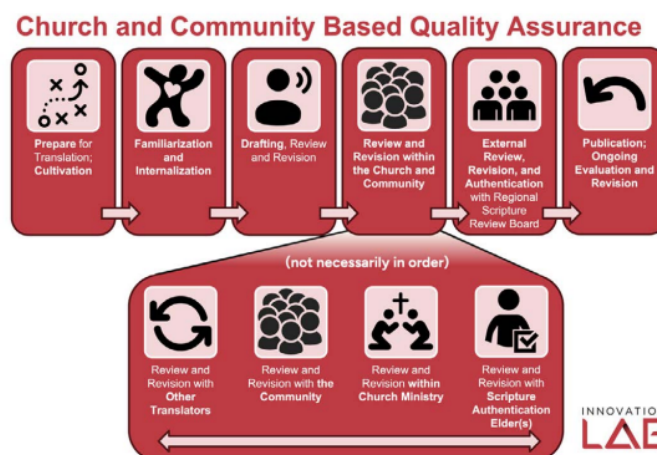 Church and Community Based Quality Assurance
Prepare for
Translation;
Cultivation
Familiarization
and
Internalization
Drafting, Review
and Revision
Review and
Revision within
the Church and
Community
External
Review,
Revision, and
Authentication
with Regional
Scripture
Review Board
Publication;
Ongoing
Evaluation and
Revision
(not necessarily in order)
Review and
Revision with
Other
Translators
Review and
Revision with the
Community
Review and
Revision within
Church Ministry
Review and
Revision with
Scripture
Authentication
Elder(s)
INNOVATIO
LAB